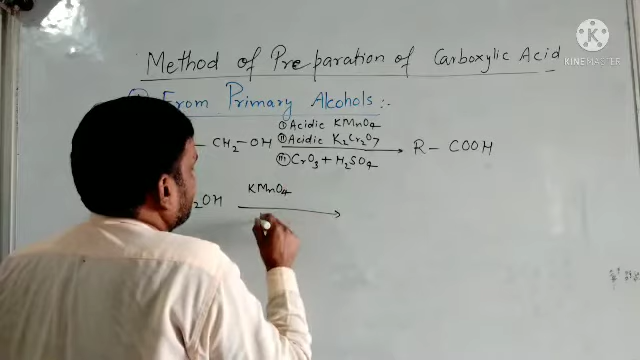 KINEMASTER
Method of Preparation of Carboxylic Acid
From Primary Alcohols :-
(i) Acidic KMnO4
(ii) Acidic K2Cr2O7
- CH2 - OH → R - COOH
(iii) CrO3 + H2SO4
KMnO4
2OH →